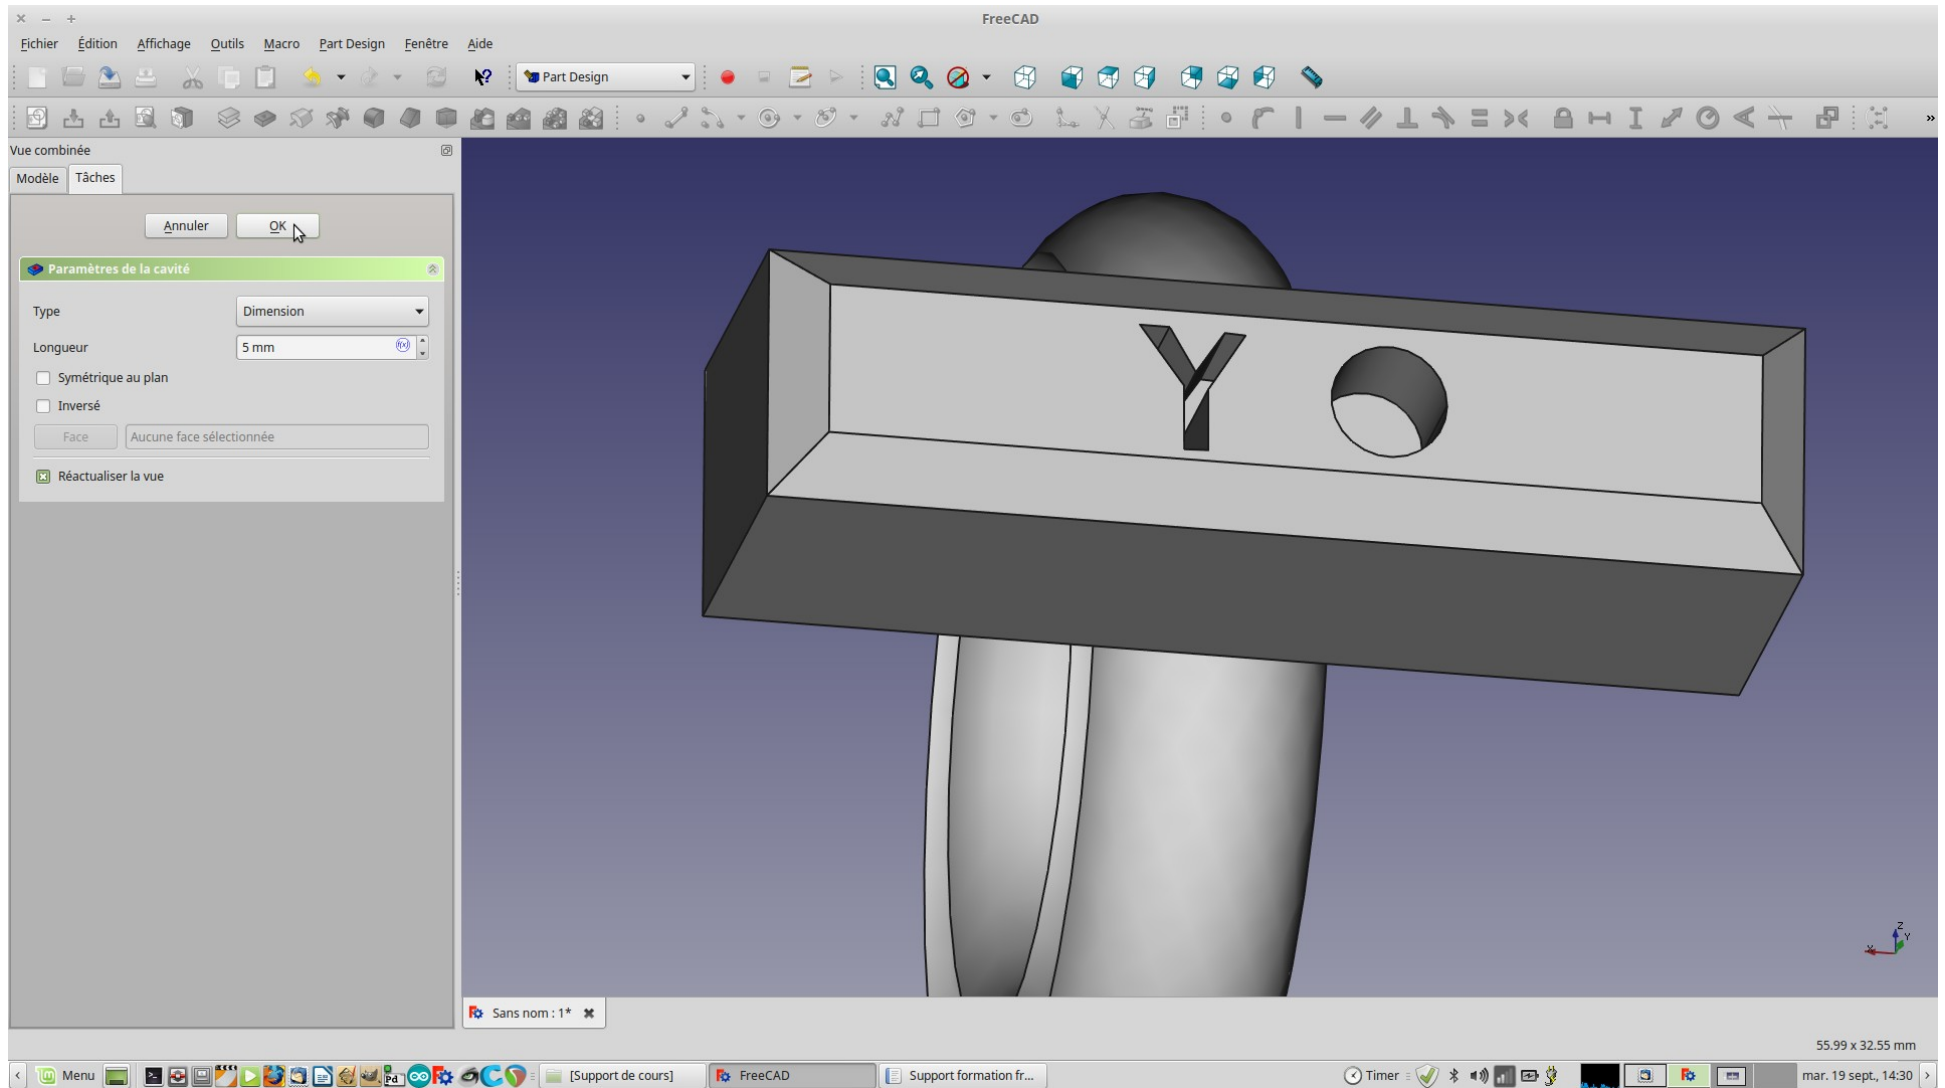 FreeCAD
Fichier Édition Affichage Outils Macro Part Design Fenêtre Aide
Part Design
Vue combinée
Modèle Tâches
Annuler OK
Paramètres de la cavité
Type Dimension
Longueur 5 mm
Symétrique au plan
Inversé
Face Aucune face sélectionnée
Réactualiser la vue
Y
Z
Y
X
Sans nom : 1*
55.99 x 32.55 mm
Menu Pd [Support de cours] FreeCAD Support formation fr... Timer mar. 19 sept., 14:30